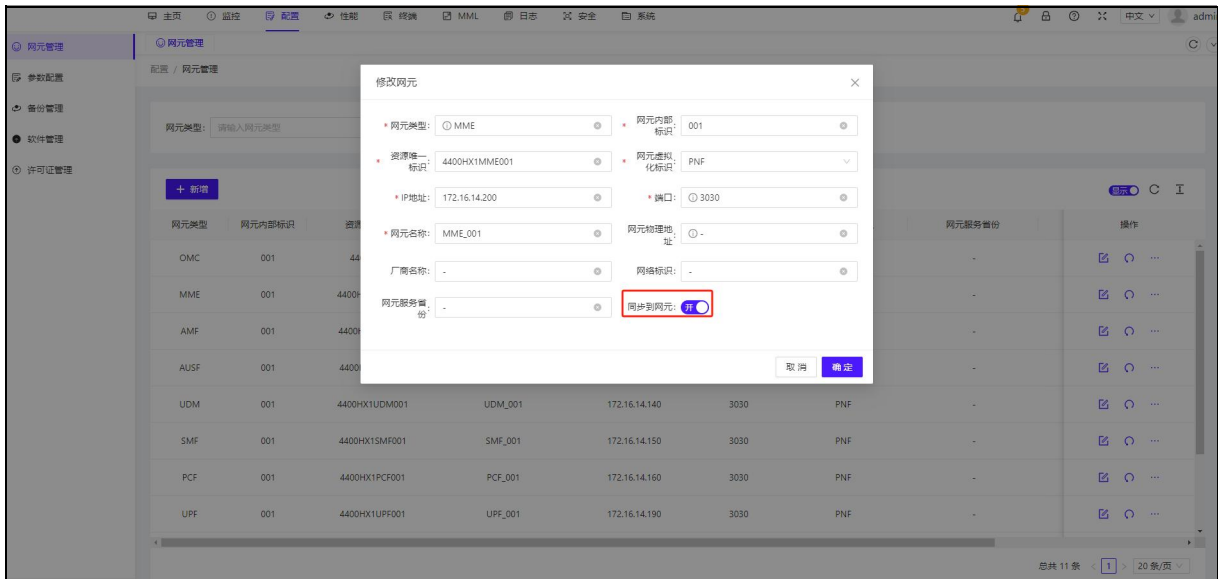 主页 监控 配置 性能 终端 MML 日志 安全 系统 中文 admi
网元管理 网元管理
参数配置
备份管理
软件管理
许可证管理
配置 / 网元管理
网元类型: 请输入网元类型
+ 新增
显示
修改网元
* 网元类型: MME
* 网元内部标识: 001
* 资源唯一标识: 4400HX1MME001
* 网元虚拟化标识: PNF
* IP地址: 172.16.14.200
* 端口: 3030
* 网元名称: MME_001
网元物理地址: -
厂商名称: -
网络标识: -
网元服务省份: -
同步到网元: 开
取消 确定
网元类型 网元内部标识 资源 网元服务省份 操作
OMC 001 44 -
MME 001 4400H -
AMF 001 4400H -
AUSF 001 4400 -
UDM 001 4400HX1UDM001 UDM_001 172.16.14.140 3030 PNF -
SMF 001 4400HX1SMF001 SMF_001 172.16.14.150 3030 PNF -
PCF 001 4400HX1PCF001 PCF_001 172.16.14.160 3030 PNF -
UPF 001 4400HX1UPF001 UPF_001 172.16.14.190 3030 PNF -
总共 11 条 < 1 > 20 条/页